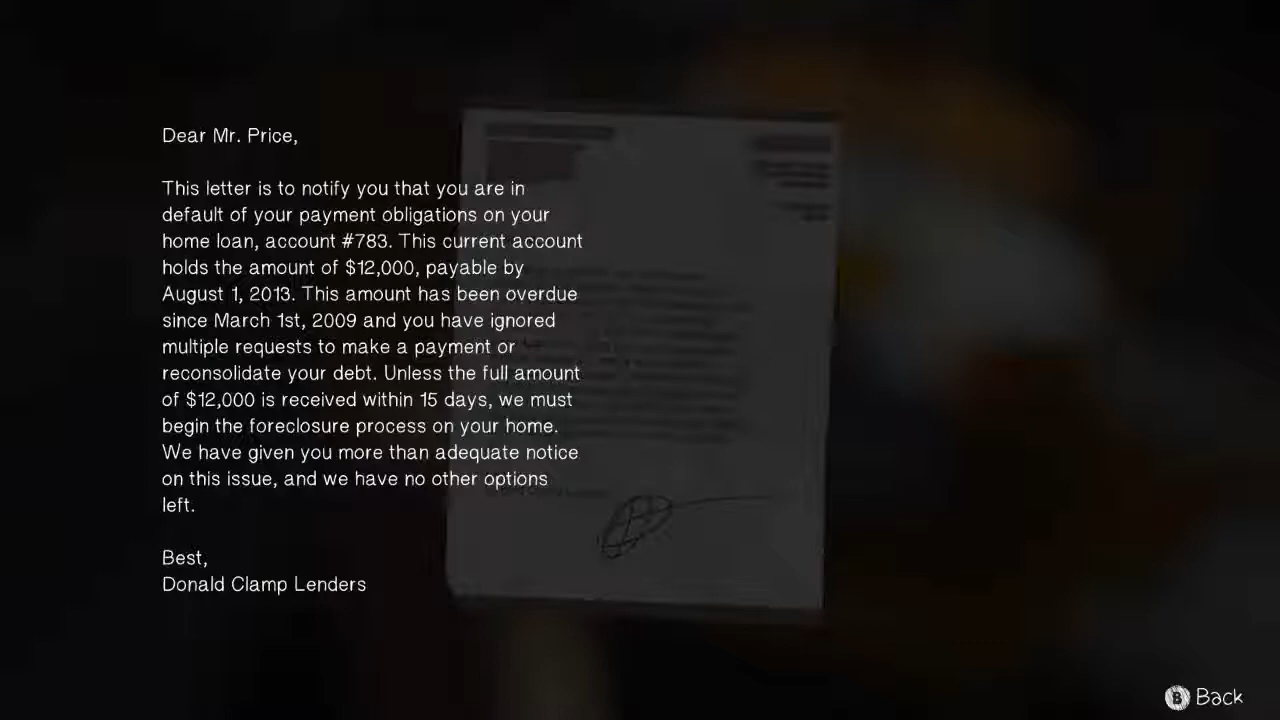 Dear Mr. Price,
This letter is to notify you that you are in
default of your payment obligations on your
home loan, account #783. This current account
holds the amount of $12,000, payable by
August 1, 2013. This amount has been overdue
since March 1st, 2009 and you have ignored
multiple requests to make a payment or
reconsolidate your debt. Unless the full amount
of $12,000 is received within 15 days, we must
begin the foreclosure process on your home.
We have given you more than adequate notice
on this issue, and we have no other options
left.
Best,
Donald Clamp Lenders
B Back